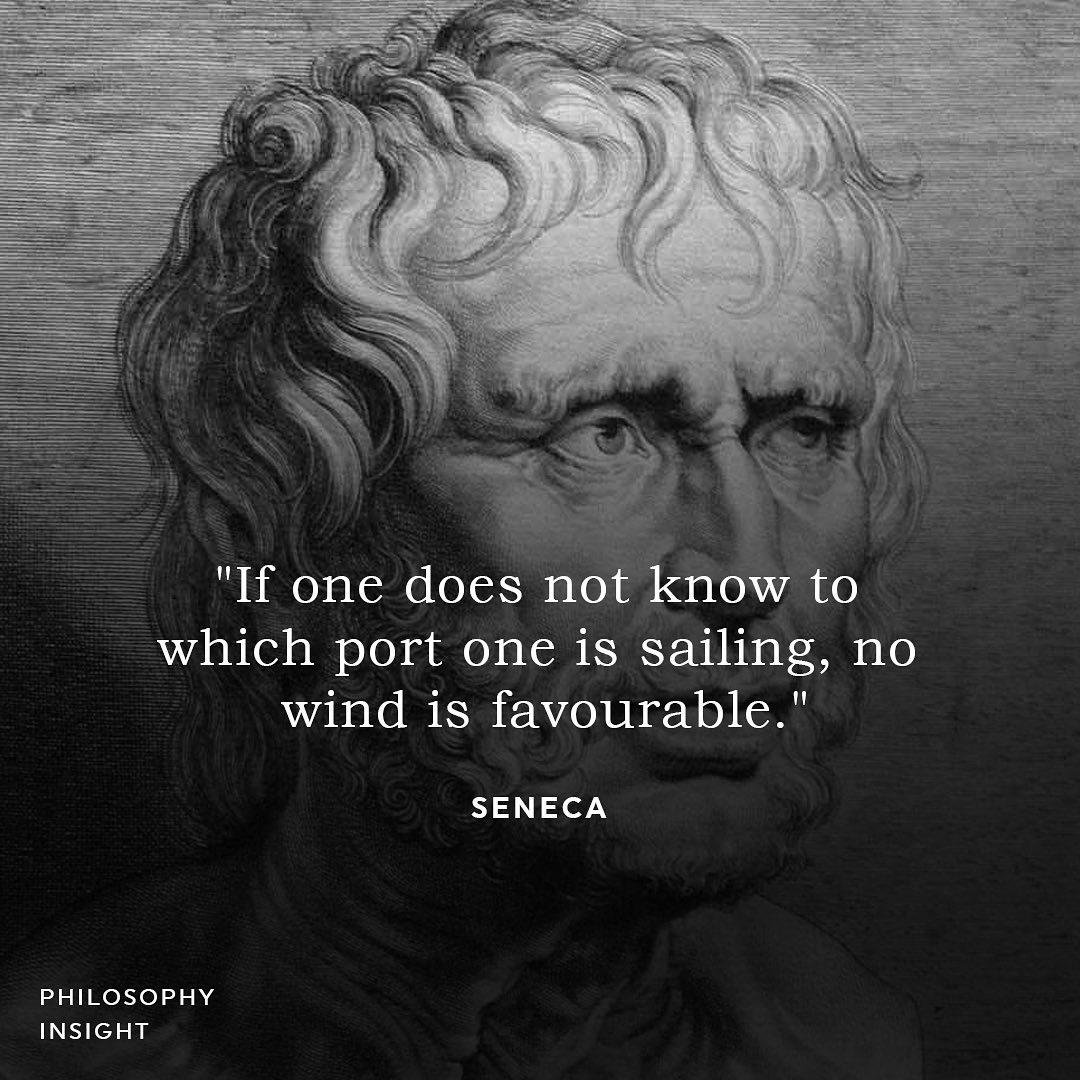 "If one does not know to
which port one is sailing, no
wind is favourable."
SENECA
PHILOSOPHY
INSIGHT